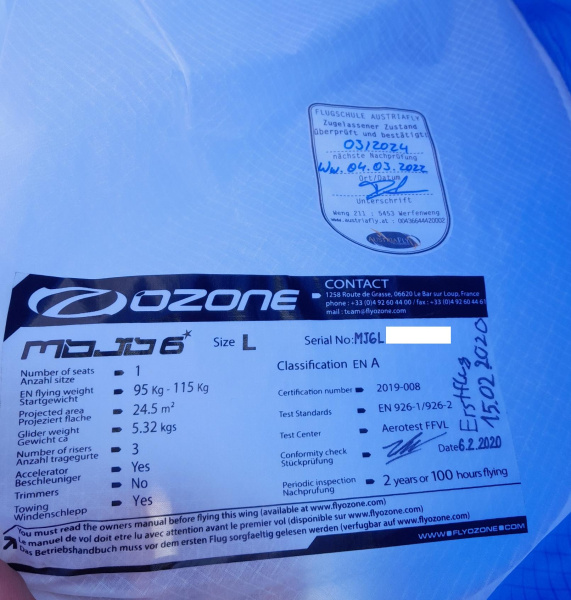 FLUGSCHULE AUSTRIAFLY
Zugelassener Zustand
überprüft und bestätigt:
03/2024
nächste Nachprüfung
Ww. 04.03.2022
Ort/Datum
Unterschrift
Weng 211 : 5453 Werfenweng
www.austriafly.at : 00436644420002
AUSTRIAFLY
OZONE
CONTACT
1258 Route de Grasse, 06620 Le Bar sur Loup, France
phone : +33 (0)4 92 60 44 00 / fax : +33 (0)4 92 60 44 6
mail : team@flyozone.com
MOJO6
Size L
Serial No: MJ6L
Number of seats
Anzahl sitze
1
EN flying weight
Startgewicht
95 Kg - 115 Kg
Projected area
Projeziert flache
24.5 m²
Glider weight
Gewicht ca
5.32 kgs
Number of risers
Anzahl tragegurte
3
Accelerator
Beschleuniger
Yes
Trimmers
No
Towing
Windenschlepp
Yes
Classification EN A
Certification number
2019-008
Test Standards
EN 926-1/926-2
Test Center
Aerotest FFVL
Conformity check
Stückprüfung
Date 6.2.2020
Periodic inspection
Nachprüfung
2 years or 100 hours flying
Erstflug
15.02.2020
You must read the owners manual before flying this wing (available at www.flyozone.com)
Le manuel de vol doit etre lu avec attention avant le premier vol (disponible sur www.flyozone.com)
Das Betriebshandbuch muss vor dem ersten Flug sorgfaeltig gelesen werden (verfugbar auf www.flyozone.com)
WWW.FLYOZONE.COM